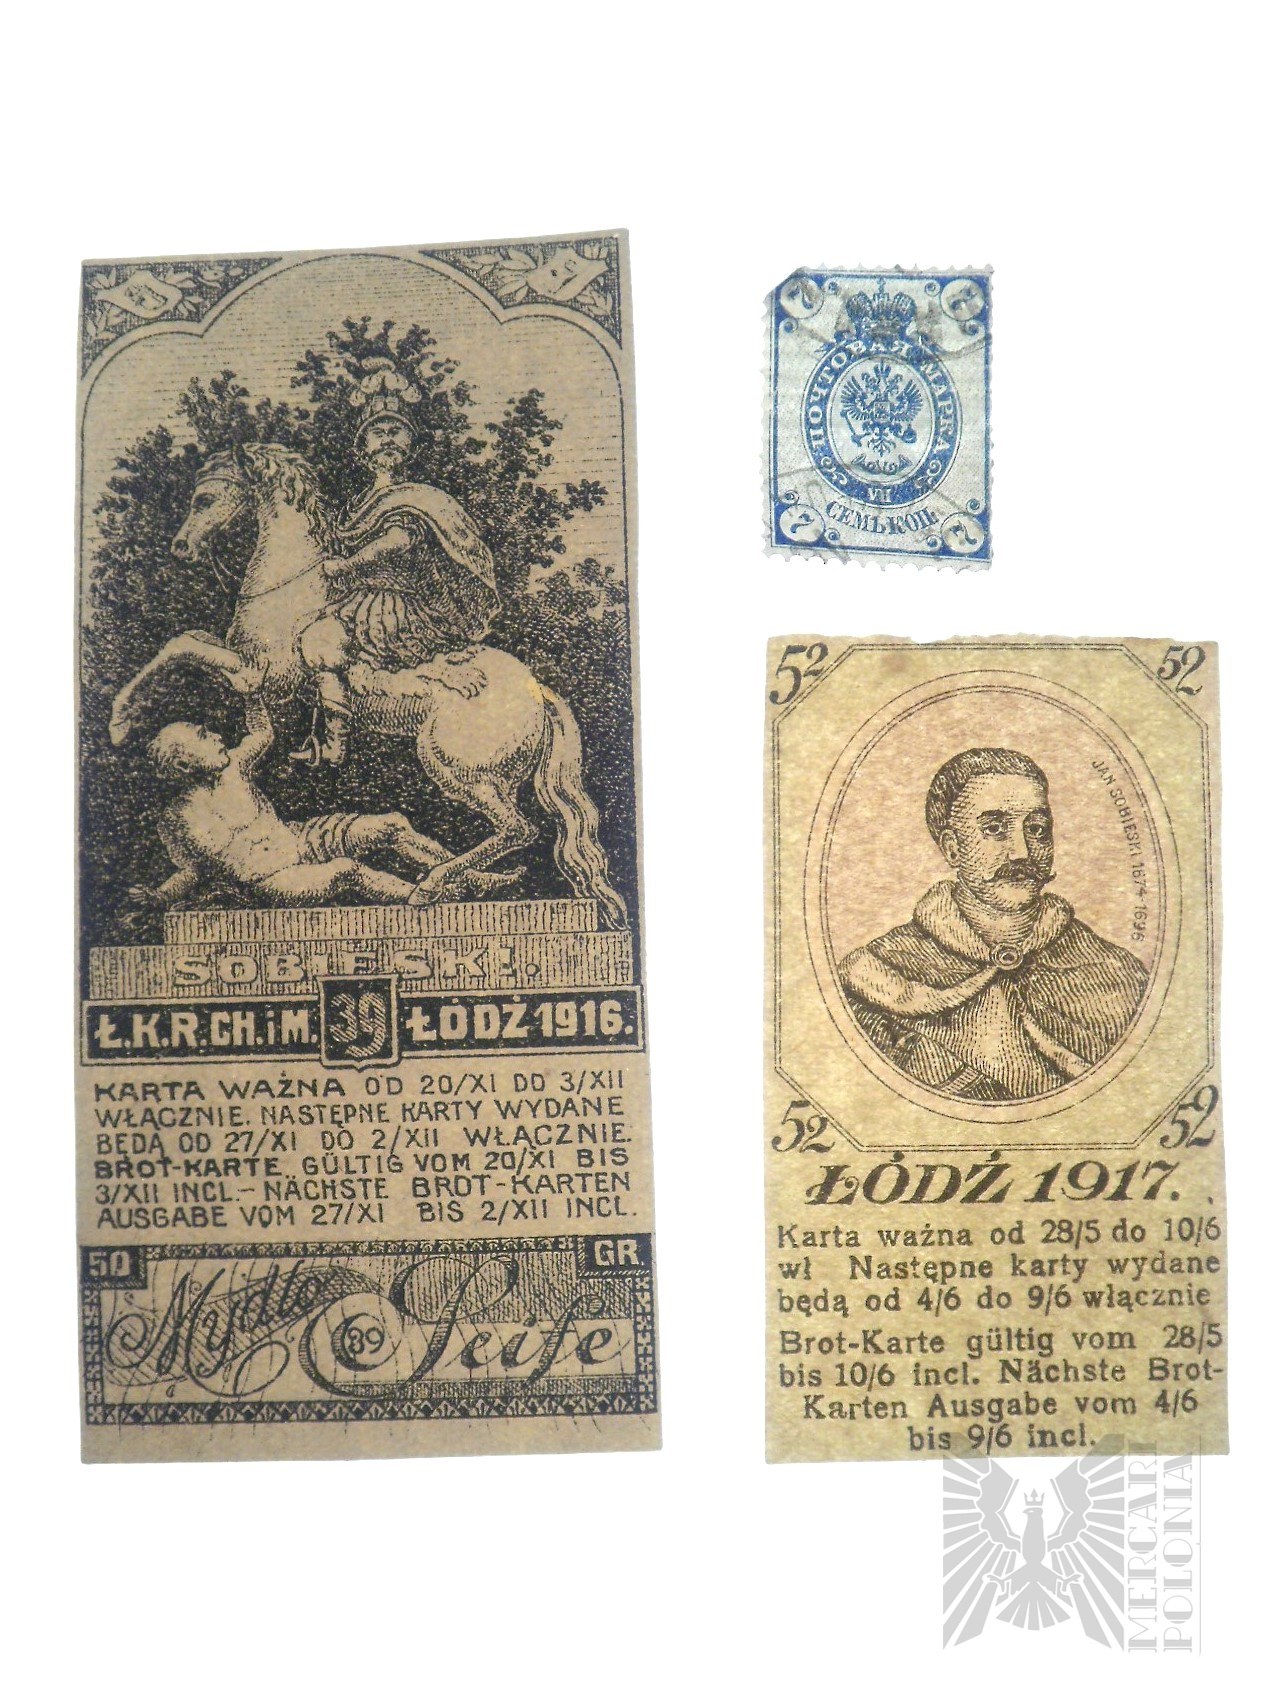 SOBIESKI.
Ł.K.R.CH.i M. 39 ŁÓDŹ 1916.
KARTA WAŻNA OD 20/XI DO 3/XII
WŁĄCZNIE. NASTĘPNE KARTY WYDANE
BĘDĄ OD 27/XI DO 2/XII WŁĄCZNIE.
BROT-KARTE GÜLTIG VOM 20/XI BIS
3/XII INCL.- NÄCHSTE BROT-KARTEN
AUSGABE VOM 27/XI BIS 2/XII INCL.
50 GR.
Mydło 39 Seife
7 7
ПОЧТОВАЯ МАРКА
VII
СЕМЬ КОП.
7 7
52 52
JAN SOBIESKI 1674-1696
52 52
ŁÓDŹ 1917.
Karta ważna od 28/5 do 10/6
wł Następne karty wydane
będą od 4/6 do 9/6 włącznie
Brot-Karte gültig vom 28/5
bis 10/6 incl. Nächste Brot-
Karten Ausgabe vom 4/6
bis 9/6 incl.
MERCARI
POLONIA